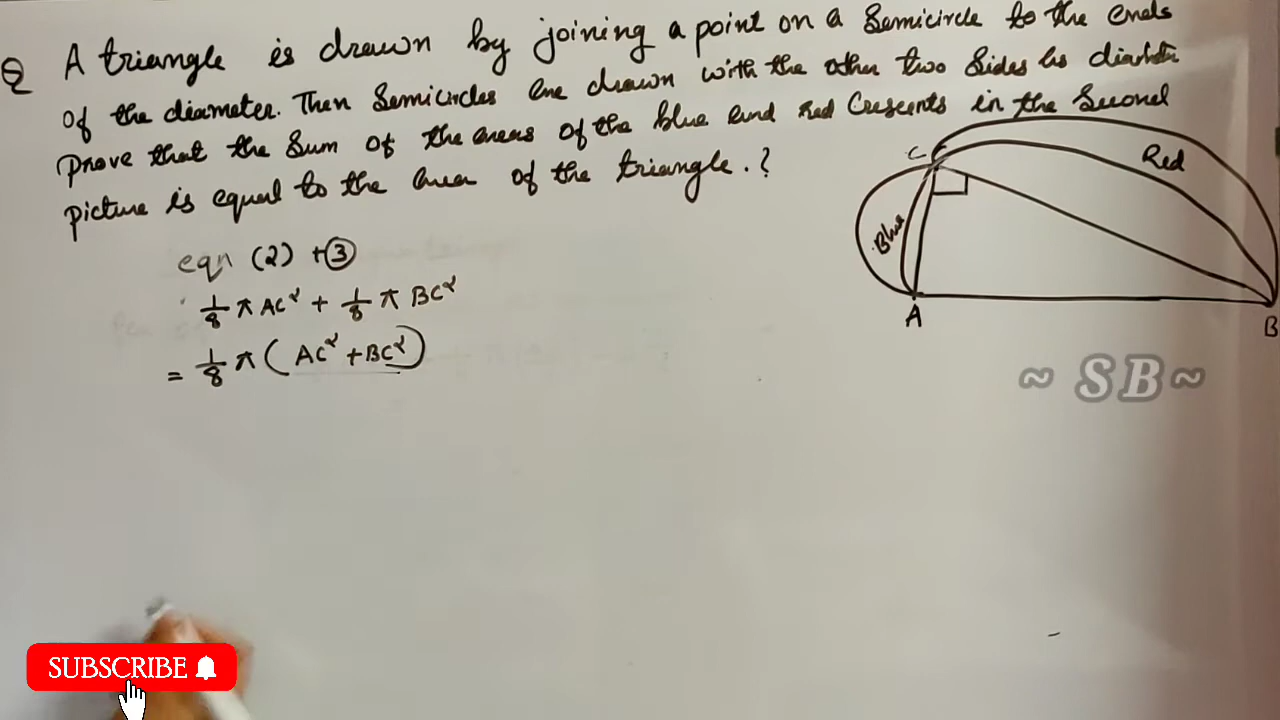 Q A triangle is drawn by joining a point on a semicircle to the ends
of the diameter. Then semicircles are drawn with the other two sides as diameter
Prove that the sum of the areas of the blue and red crescents in the second
picture is equal to the area of the triangle. ?
eqn (2) + ③
1/8 π AC² + 1/8 π BC²
= 1/8 π (AC² + BC²)
C
Red
Blue
A
B
~ SB ~
SUBSCRIBE